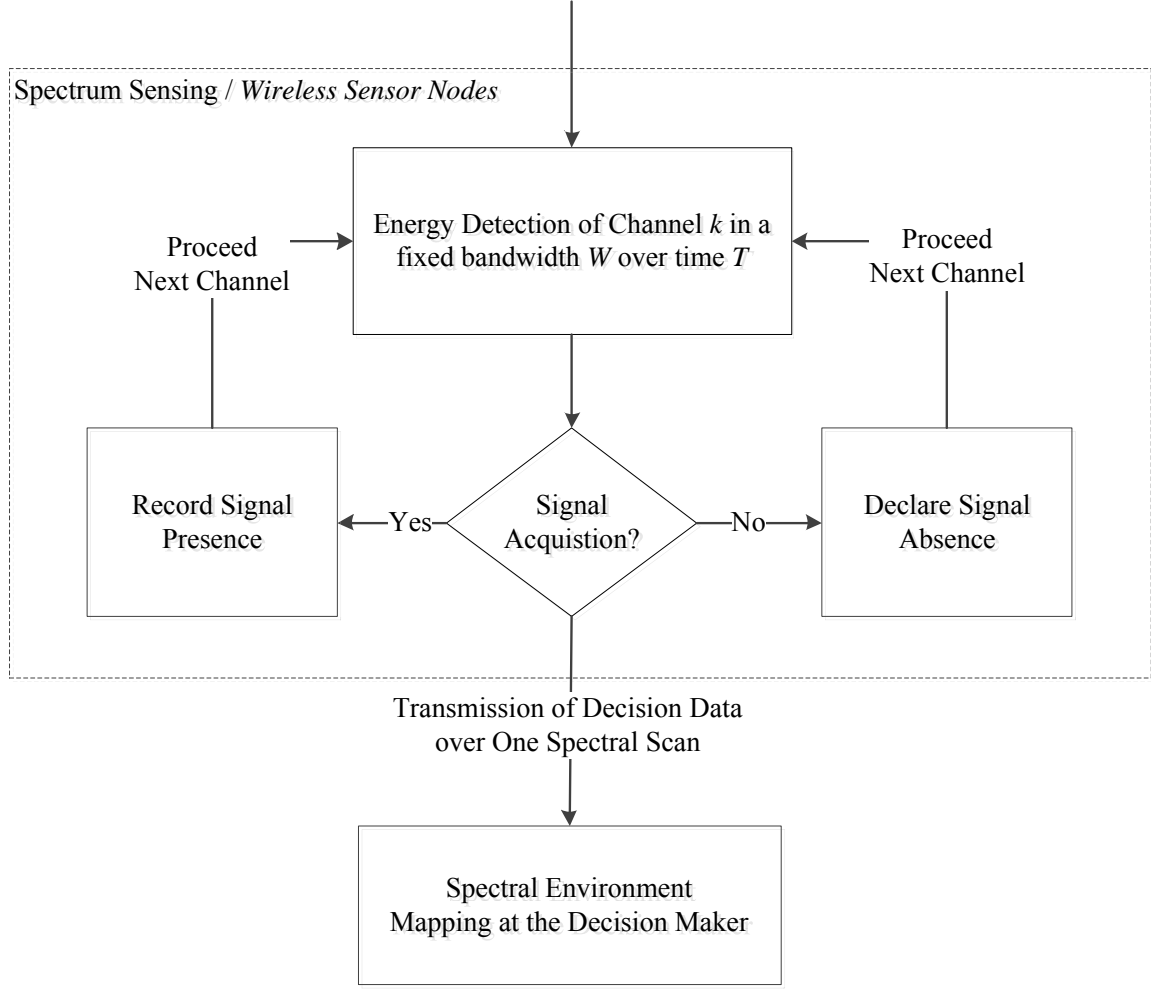 Spectrum Sensing / Wireless Sensor Nodes
Energy Detection of Channel k in a
fixed bandwidth W over time T
Proceed
Next Channel
Proceed
Next Channel
Record Signal
Presence
Yes
Signal
Acquistion?
No
Declare Signal
Absence
Transmission of Decision Data
over One Spectral Scan
Spectral Environment
Mapping at the Decision Maker